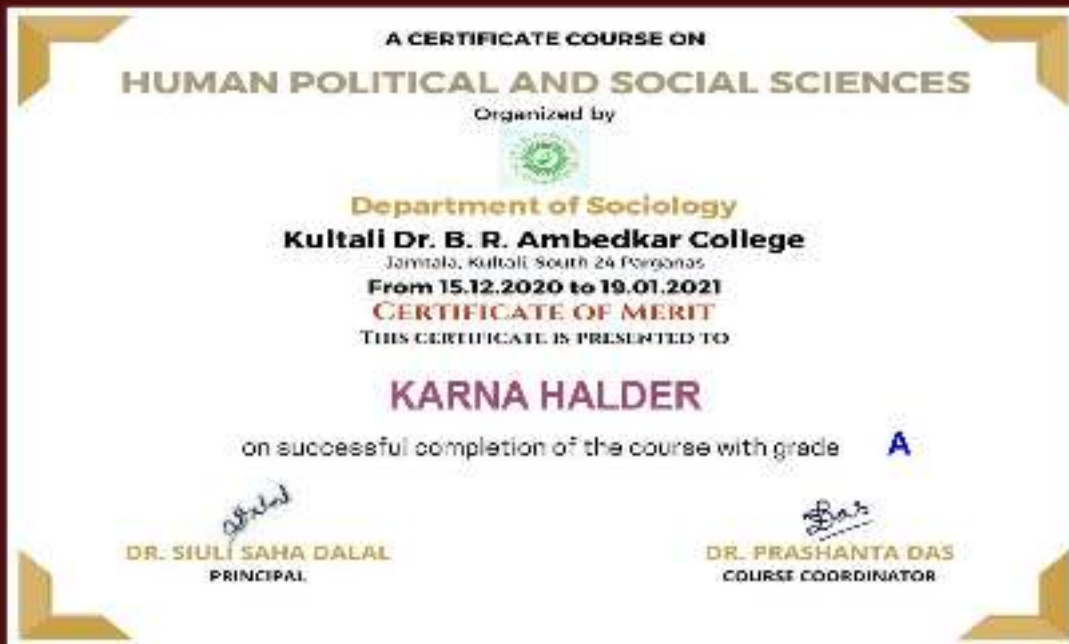 A CERTIFICATE COURSE ON
HUMAN POLITICAL AND SOCIAL SCIENCES
Organized by
Department of Sociology
Kultali Dr. B. R. Ambedkar College
Jamtala, Kultali, South 24 Parganas
From 15.12.2020 to 19.01.2021
CERTIFICATE OF MERIT
THIS CERTIFICATE IS PRESENTED TO
KARNA HALDER
on successful completion of the course with grade A
Das
DR. SIULI SAHA DALAL DR. PRASHANTA DAS
PRINCIPAL COURSE COORDINATOR